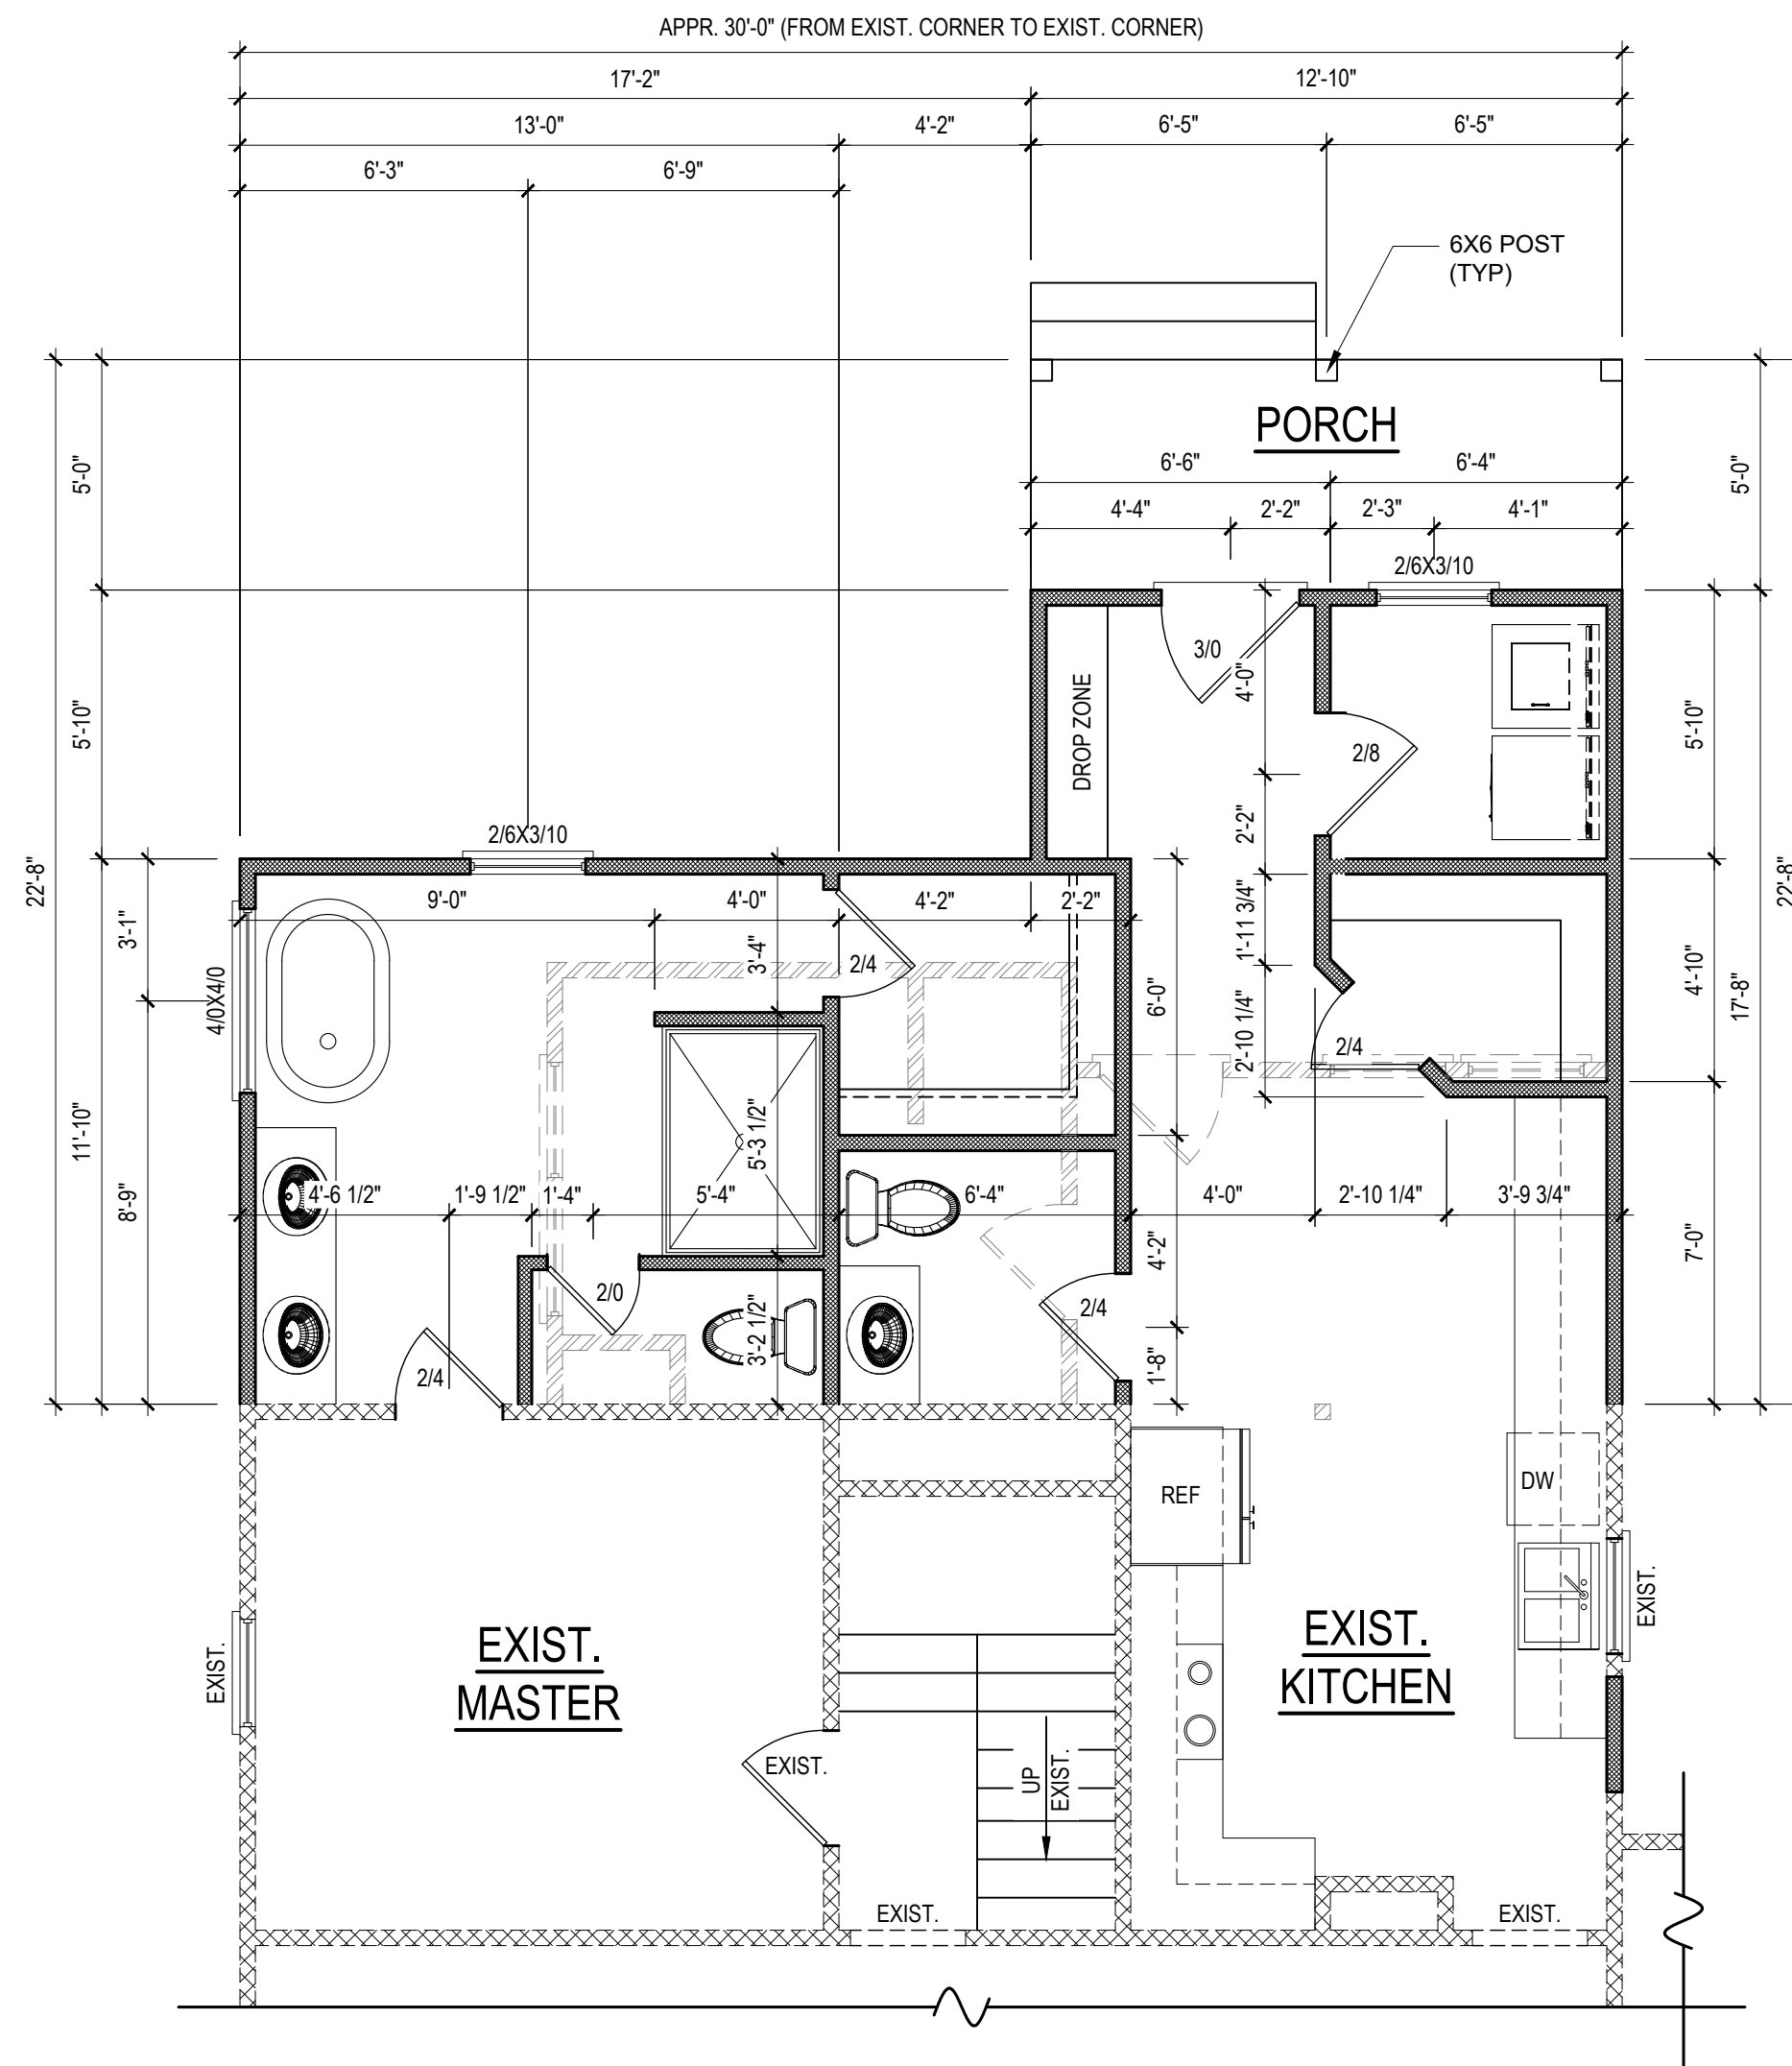 APPR. 30'-0" (FROM EXIST. CORNER TO EXIST. CORNER)
17'-2"
12'-10"
13'-0"
4'-2"
6'-5"
6'-5"
6'-3"
6'-9"
6X6 POST
(TYP)
PORCH
6'-6"
6'-4"
4'-4"
2'-2"
2'-3"
4'-1"
5'-0"
5'-0"
2/6X3/10
3/0
4'-0"
DROP ZONE
2/8
5'-10"
5'-10"
2'-2"
2/6X3/10
22'-8"
22'-8"
9'-0"
4'-0"
4'-2"
2'-2"
3'-1"
3'-4"
1'-11 3/4"
2/4
4/0X4/0
6'-0"
4'-10"
17'-8"
2'-10 1/4"
2/4
11'-10"
5'-3 1/2"
8'-9"
4'-6 1/2"
1'-9 1/2"
1'-4"
5'-4"
6'-4"
4'-0"
2'-10 1/4"
3'-9 3/4"
4'-2"
7'-0"
2/0
2/4
3'-2 1/2"
1'-8"
2/4
REF
DW
EXIST.
EXIST.
EXIST.
MASTER
EXIST.
KITCHEN
EXIST.
UP
EXIST.
EXIST.
EXIST.